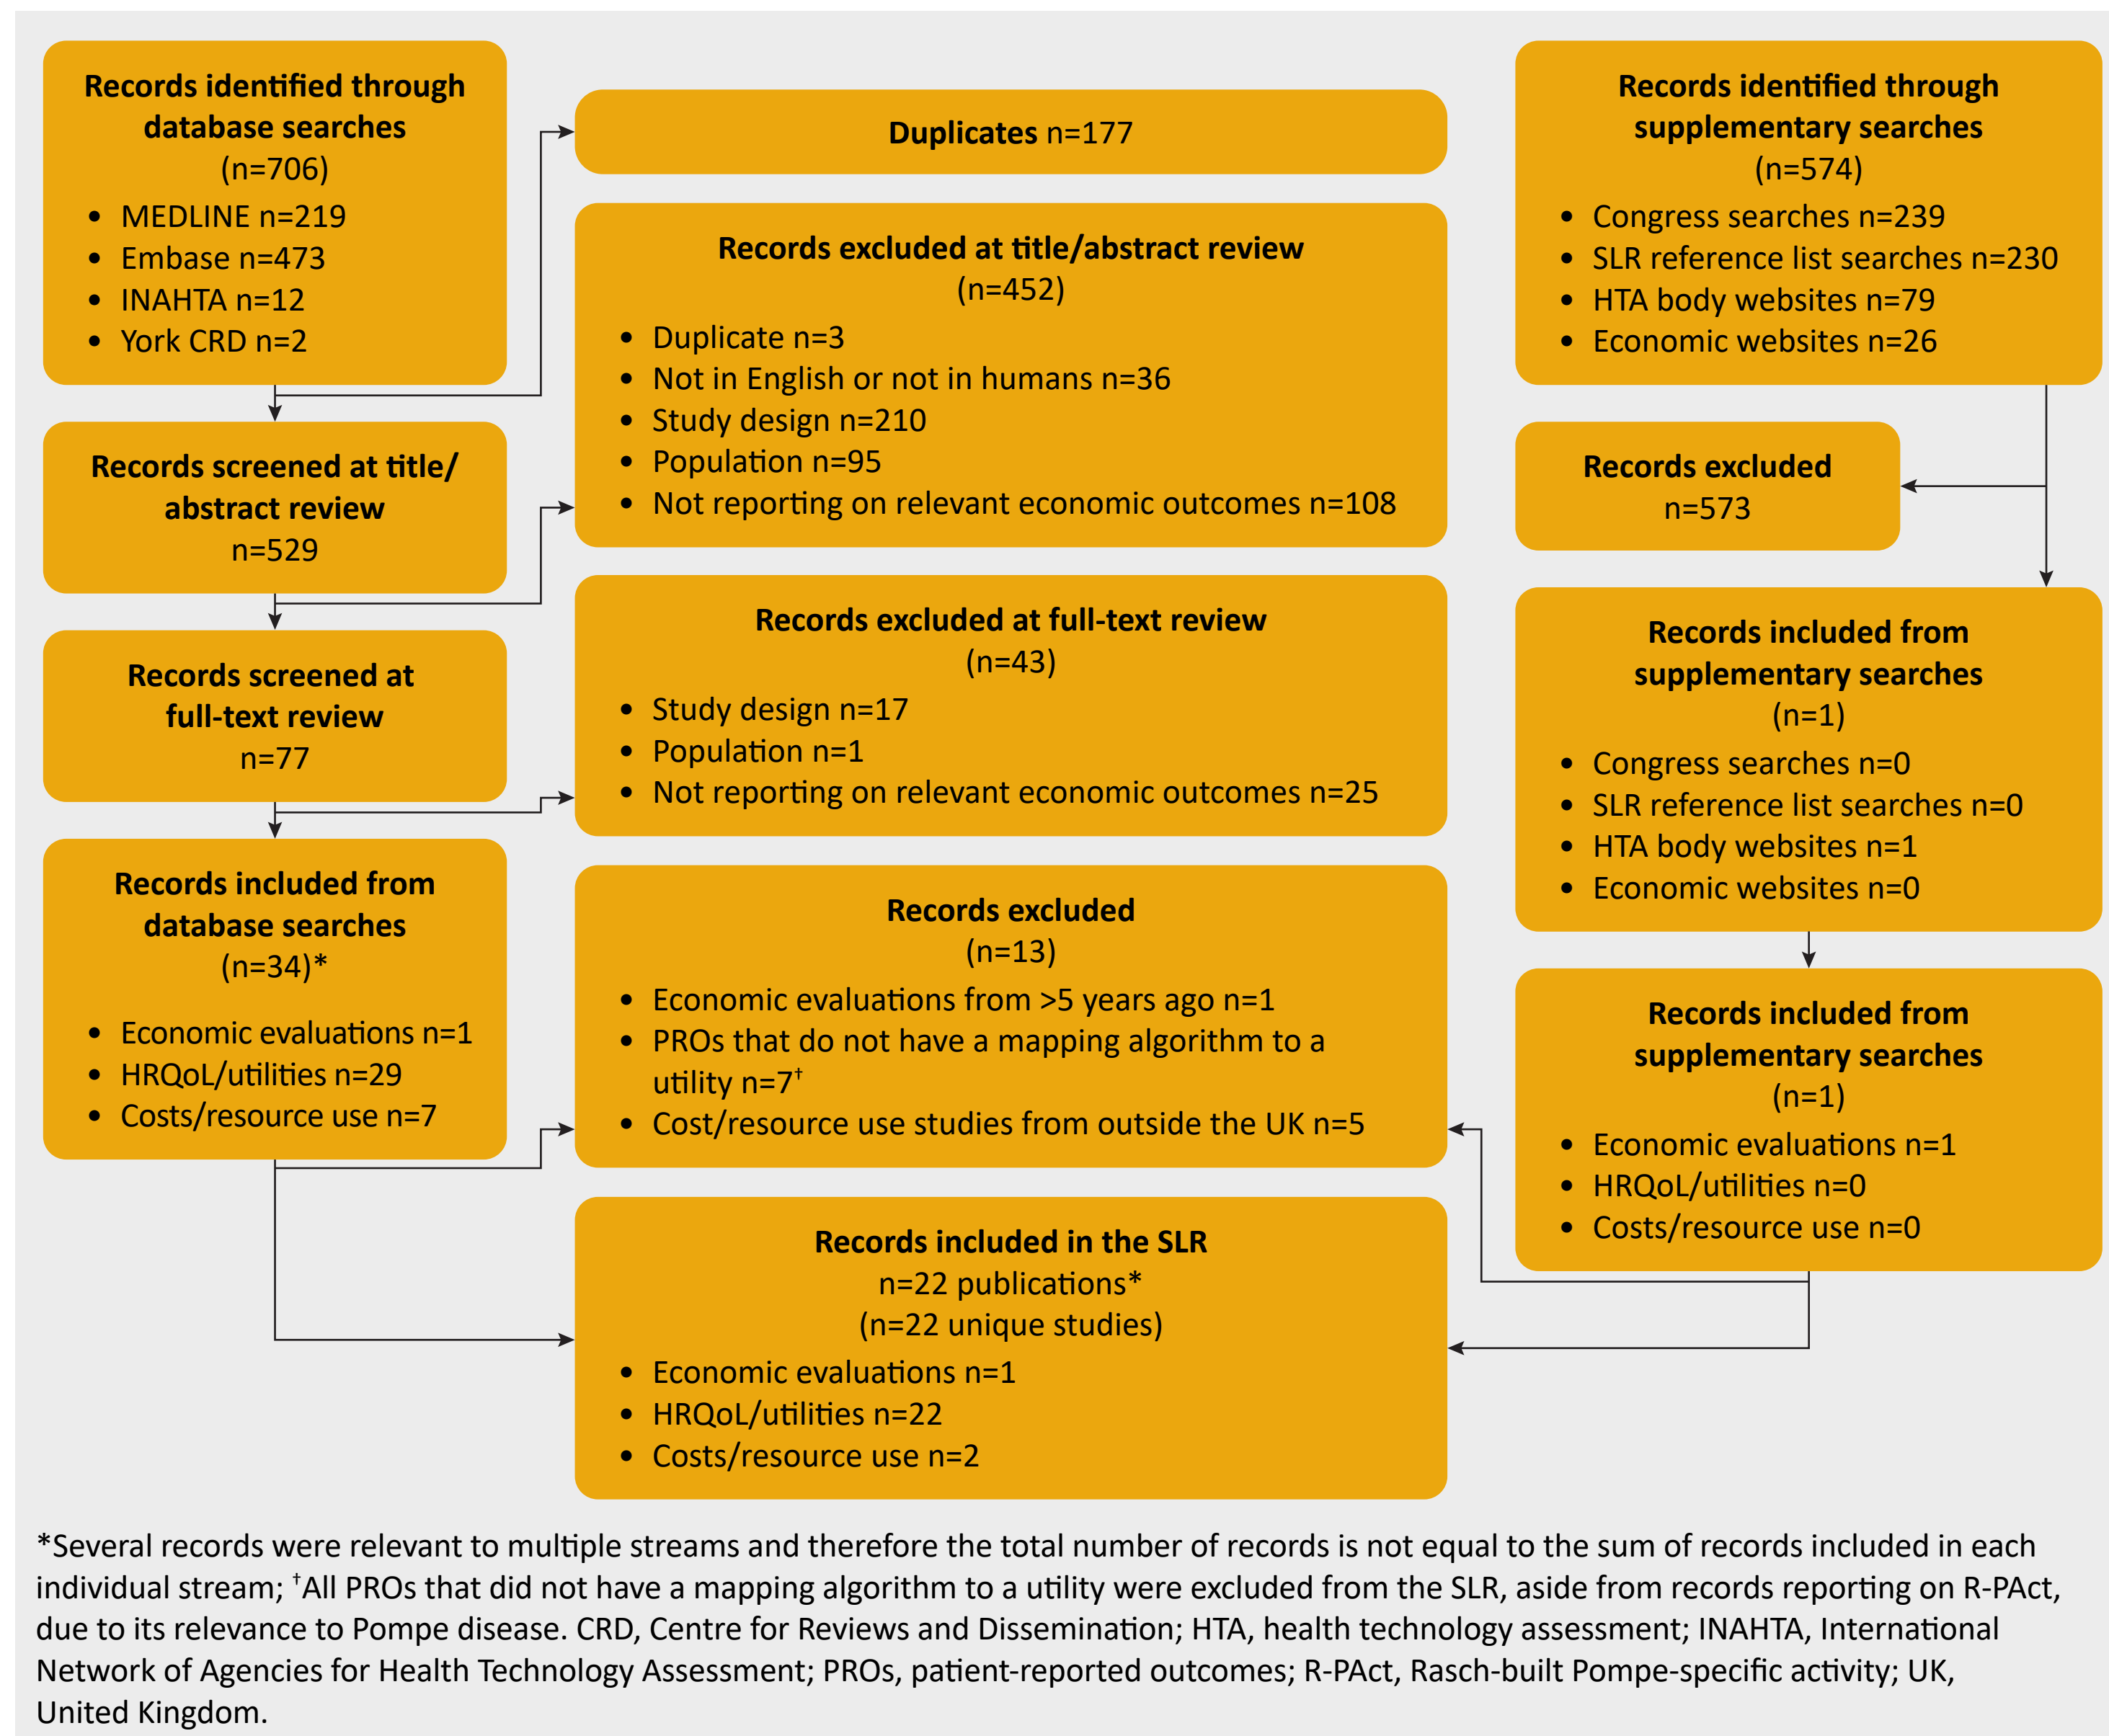 Records identified through
database searches
(n=706)
• MEDLINE n=219
• Embase n=473
• INAHTA n=12
• York CRD n=2
Duplicates n=177
Records identified through
supplementary searches
(n=574)
• Congress searches n=239
• SLR reference list searches n=230
• HTA body websites n=79
• Economic websites n=26
Records excluded at title/abstract review
(n=452)
• Duplicate n=3
• Not in English or not in humans n=36
• Study design n=210
• Population n=95
• Not reporting on relevant economic outcomes n=108
Records screened at title/
abstract review
n=529
Records excluded
n=573
Records screened at
full-text review
n=77
Records excluded at full-text review
(n=43)
• Study design n=17
• Population n=1
• Not reporting on relevant economic outcomes n=25
Records included from
supplementary searches
(n=1)
• Congress searches n=0
• SLR reference list searches n=0
• HTA body websites n=1
• Economic websites n=0
Records included from
database searches
(n=34)*
• Economic evaluations n=1
• HRQoL/utilities n=29
• Costs/resource use n=7
Records excluded
(n=13)
• Economic evaluations from >5 years ago n=1
• PROs that do not have a mapping algorithm to a
utility n=7†
• Cost/resource use studies from outside the UK n=5
Records included from
supplementary searches
(n=1)
• Economic evaluations n=1
• HRQoL/utilities n=0
• Costs/resource use n=0
Records included in the SLR
n=22 publications*
(n=22 unique studies)
• Economic evaluations n=1
• HRQoL/utilities n=22
• Costs/resource use n=2
*Several records were relevant to multiple streams and therefore the total number of records is not equal to the sum of records included in each
individual stream; †All PROs that did not have a mapping algorithm to a utility were excluded from the SLR, aside from records reporting on R-PAct,
due to its relevance to Pompe disease. CRD, Centre for Reviews and Dissemination; HTA, health technology assessment; INAHTA, International
Network of Agencies for Health Technology Assessment; PROs, patient-reported outcomes; R-PAct, Rasch-built Pompe-specific activity; UK,
United Kingdom.